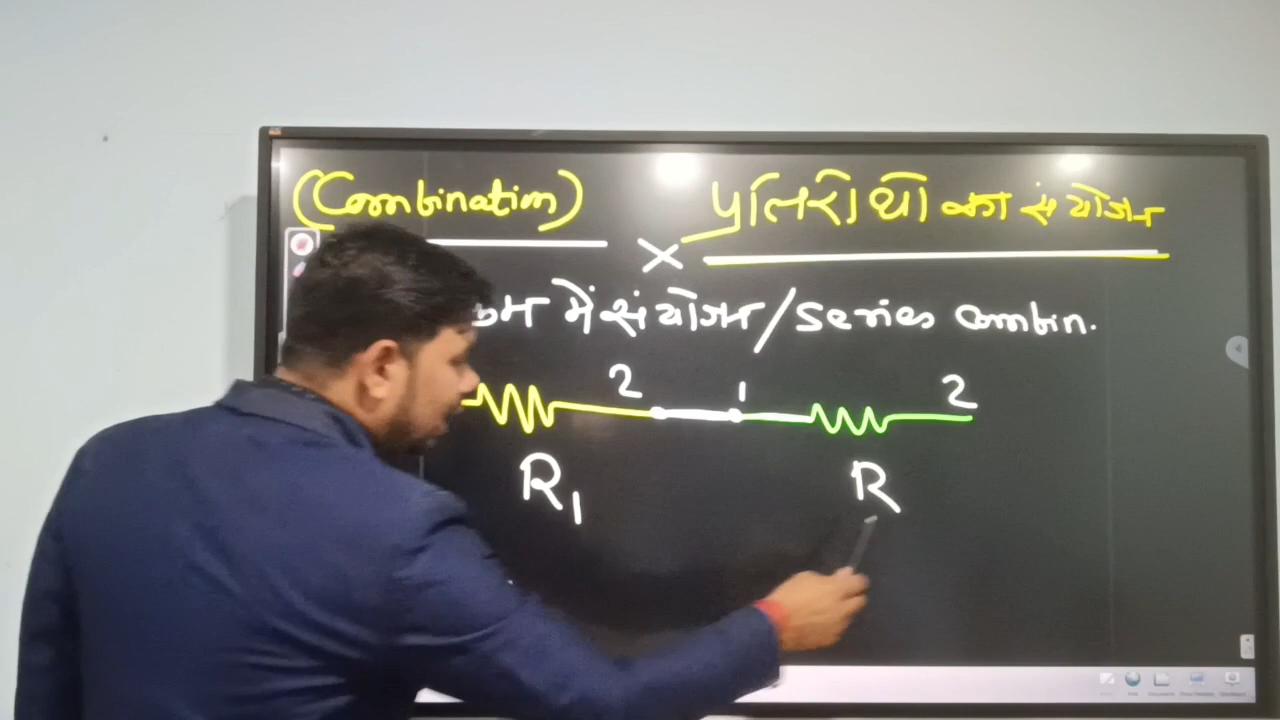 (Combination) प्रतिरोधो का संयोजन
में संयोजन/series combin.
2 1 2
R1 R